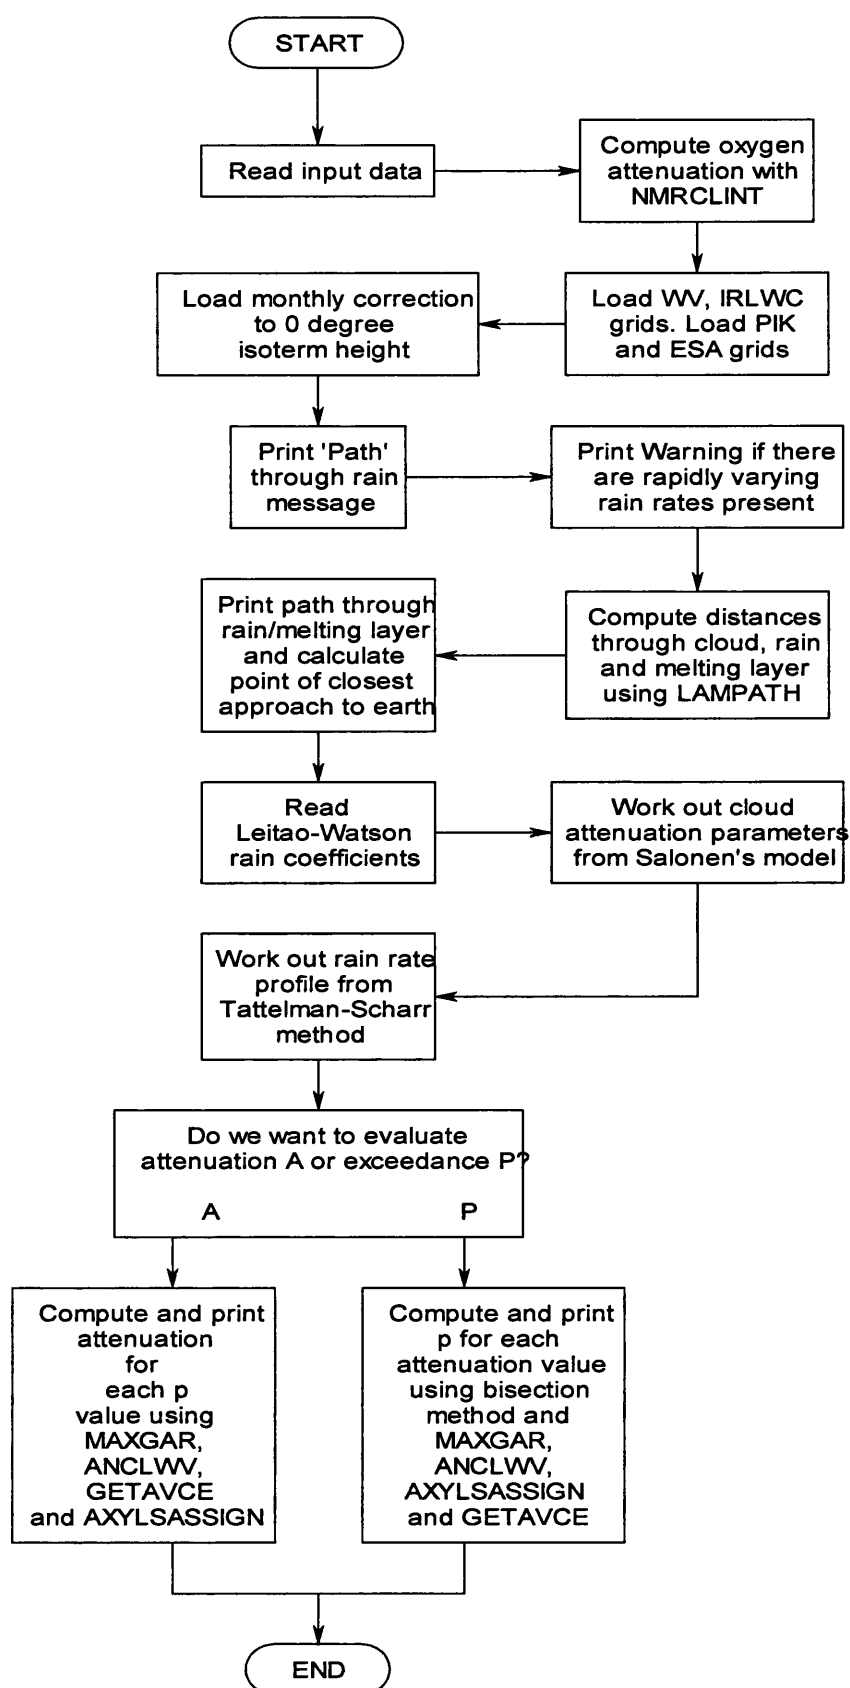 START
Read input data
Compute oxygen
attenuation with
NMRCLINT
Load WV, IRLWC
grids. Load PIK
and ESA grids
Load monthly correction
to 0 degree
isoterm height
Print 'Path'
through rain
message
Print Warning if there
are rapidly varying
rain rates present
Compute distances
through cloud, rain
and melting layer
using LAMPATH
Print path through
rain/melting layer
and calculate
point of closest
approach to earth
Read
Leitao-Watson
rain coefficients
Work out cloud
attenuation parameters
from Salonen's model
Work out rain rate
profile from
Tattelman-Scharr
method
Do we want to evaluate
attenuation A or exceedance P?
A P
Compute and print
attenuation
for
each p
value using
MAXGAR,
ANCLWV,
GETAVCE
and AXYLSASSIGN
Compute and print
p for each
attenuation value
using bisection
method and
MAXGAR,
ANCLWV,
AXYLSASSIGN
and GETAVCE
END